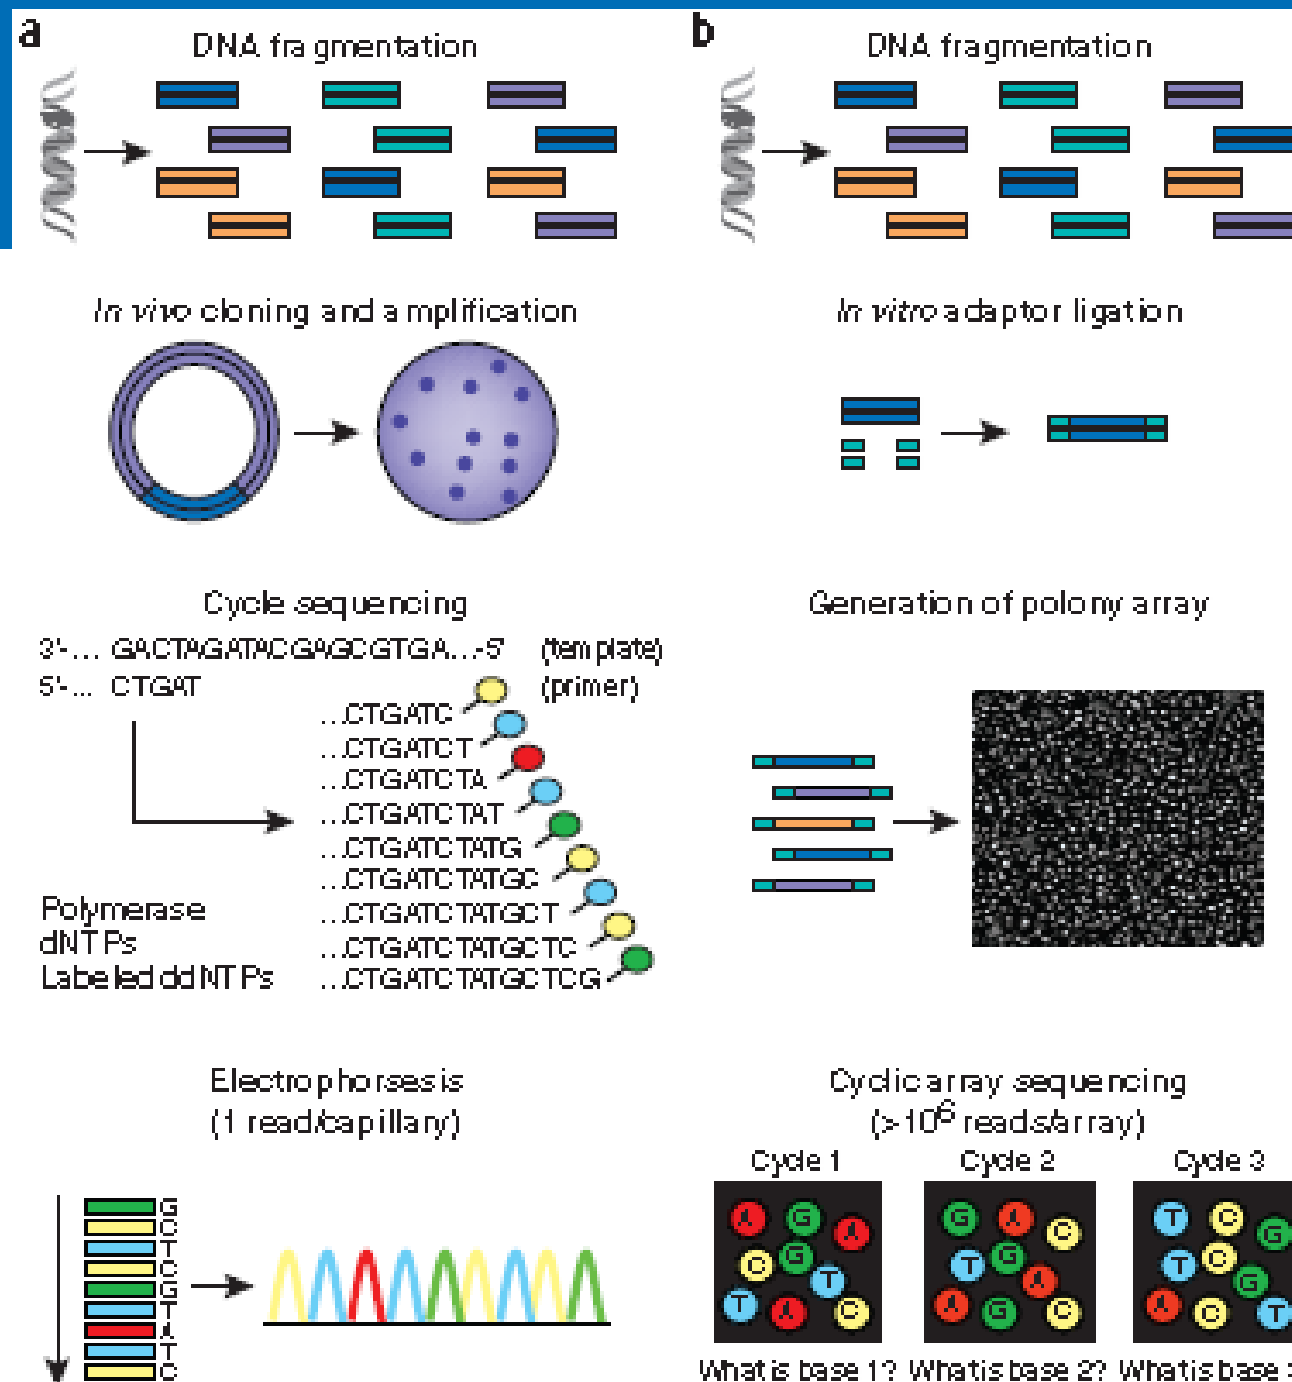 a
DNA fragmentation
In vivo cloning and amplification
Cycle sequencing
3'-... GACTAGATACGAGCGTGA...-5' (template)
5'-... CTGAT (primer)
...CTGATC
...CTGATCT
...CTGATCTA
...CTGATCTAT
...CTGATCTATG
...CTGATCTATGC
...CTGATCTATGCT
...CTGATCTATGCTC
...CTGATCTATGCTCG
Polymerase
dNTPs
Labeled ddNTPs
Electrophorsesis
(1 read/capillary)
G
C
T
C
G
T
A
T
C
b
DNA fragmentation
In vitro adaptor ligation
Generation of polony array
Cyclic array sequencing
(>10⁶ reads/array)
Cycle 1
A G A
C G T
T A C
What is base 1?
Cycle 2
G A C
T G A
A G C
What is base 2?
Cycle 3
T C G
T C G
A C T
What is base